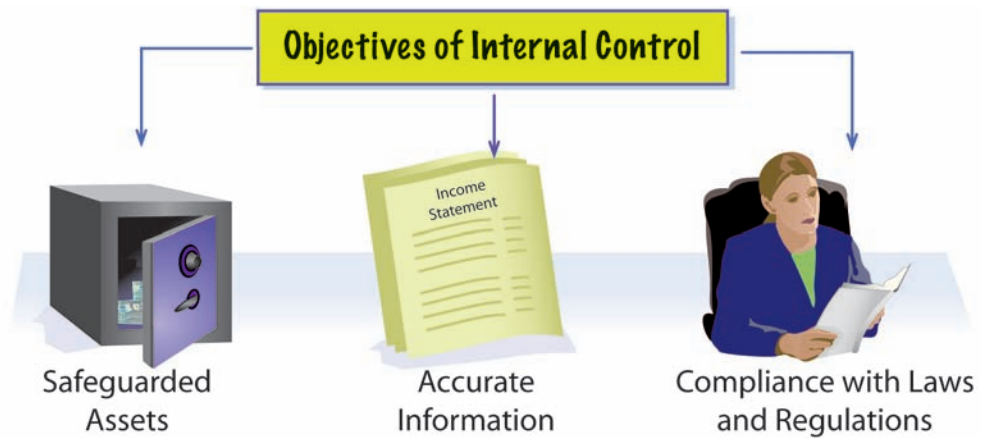 Objectives of Internal Control
Income
Statement
Safeguarded
Assets
Accurate
Information
Compliance with Laws
and Regulations